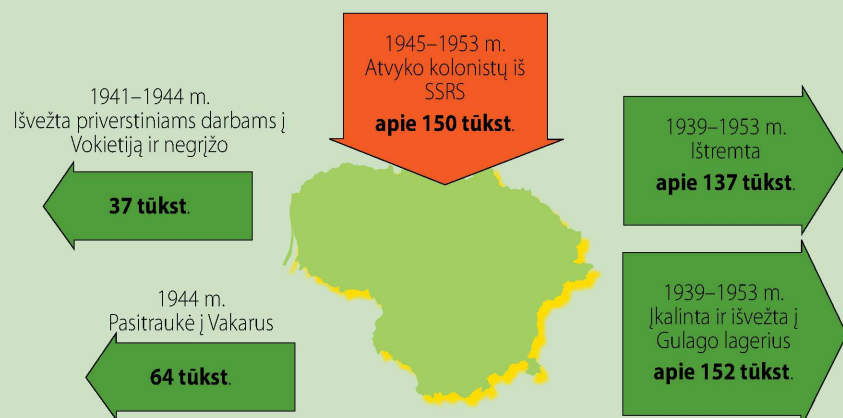 1941–1944 m.
Išvežta priverstiniams darbams į
Vokietiją ir negrįžo
37 tūkst.
1944 m.
Pasitraukė į Vakarus
64 tūkst.
1945–1953 m.
Atvyko kolonistų iš
SSRS
apie 150 tūkst.
1939–1953 m.
Ištremta
apie 137 tūkst.
1939–1953 m.
Įkalinta ir išvežta į
Gulago lagerius
apie 152 tūkst.